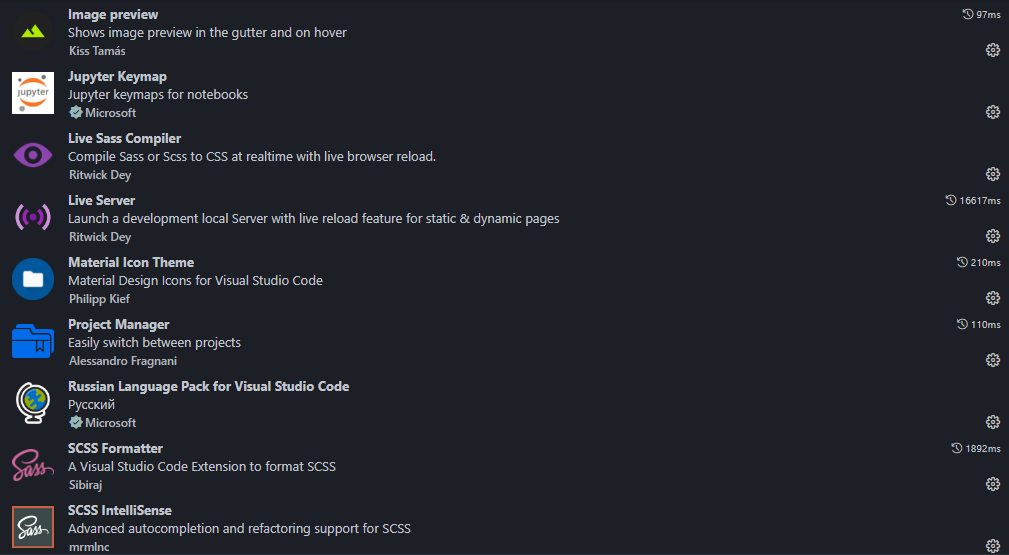 Image preview
97ms
Shows image preview in the gutter and on hover
Kiss Tamás
jupyter
Jupyter Keymap
Jupyter keymaps for notebooks
Microsoft
Live Sass Compiler
Compile Sass or Scss to CSS at realtime with live browser reload.
Ritwick Dey
Live Server
16617ms
Launch a development local Server with live reload feature for static & dynamic pages
Ritwick Dey
Material Icon Theme
210ms
Material Design Icons for Visual Studio Code
Philipp Kief
Project Manager
110ms
Easily switch between projects
Alessandro Fragnani
Russian Language Pack for Visual Studio Code
Русский
Microsoft
Sass
SCSS Formatter
1892ms
A Visual Studio Code Extension to format SCSS
Sibiraj
Sass
SCSS IntelliSense
Advanced autocompletion and refactoring support for SCSS
mrmlnc